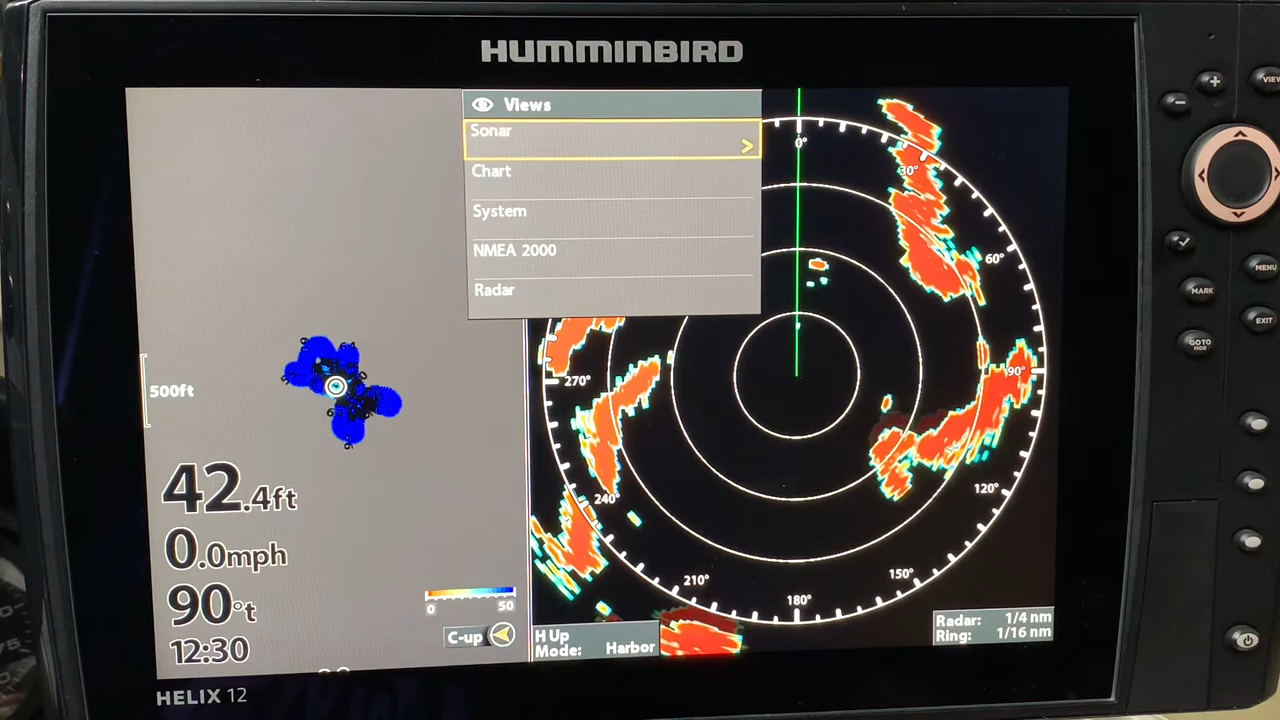 HUMMINBIRD
Views
Sonar
Chart
System
NMEA 2000
Radar
0°
30°
60°
90°
120°
150°
180°
210°
240°
270°
500ft
42.4ft
0.0mph
90°t
12:30
0 50
C-up
H Up
Mode: Harbor
Radar: 1/4 nm
Ring: 1/16 nm
HELIX 12
VIEW
MENU
MARK
EXIT
GO TO
MOB